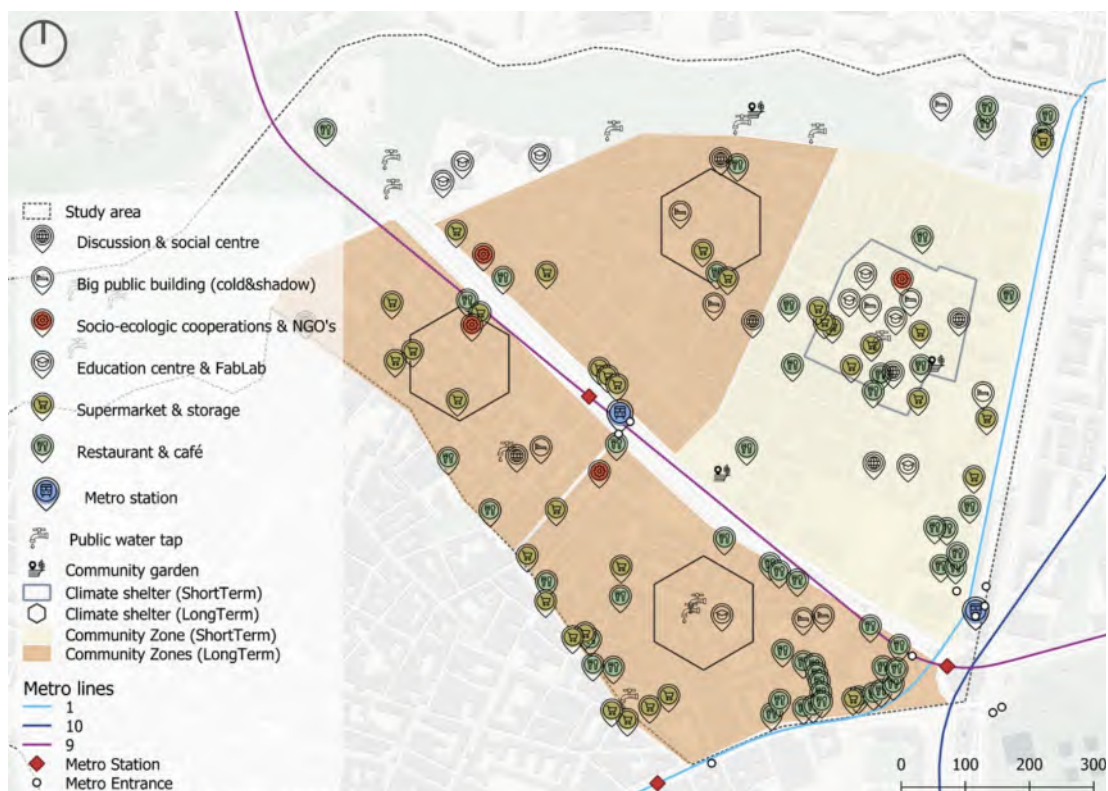 Study area
Discussion & social centre
Big public building (cold&shadow)
Socio-ecologic cooperations & NGO's
Education centre & FabLab
Supermarket & storage
Restaurant & café
Metro station
Public water tap
Community garden
Climate shelter (ShortTerm)
Climate shelter (LongTerm)
Community Zone (ShortTerm)
Community Zones (LongTerm)
Metro lines
1
10
9
Metro Station
Metro Entrance
0 100 200 300